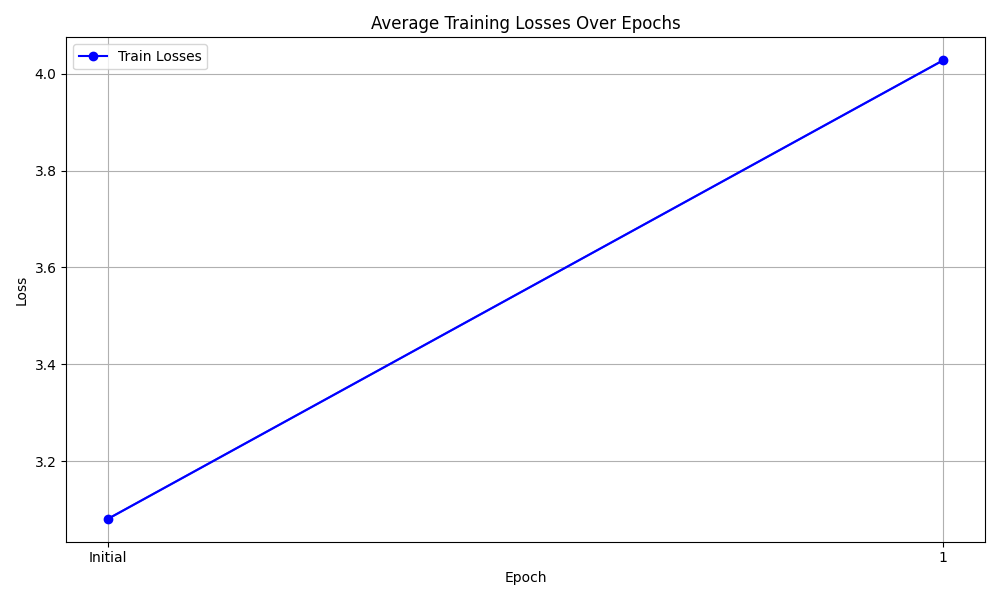 Average Training Losses Over Epochs
Train Losses
4.0
3.8
3.6
3.4
3.2
Loss
Initial
1
Epoch